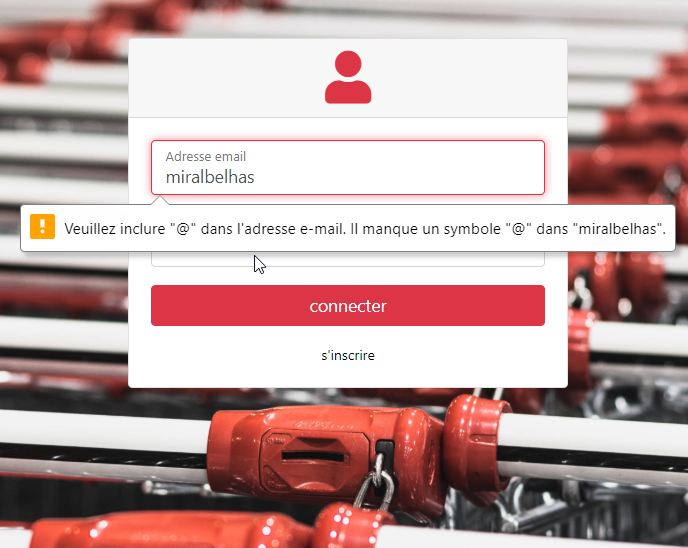 Adresse email
miralbelhas
Veuillez inclure "@" dans l'adresse e-mail. Il manque un symbole "@" dans "miralbelhas".
connecter
s'inscrire